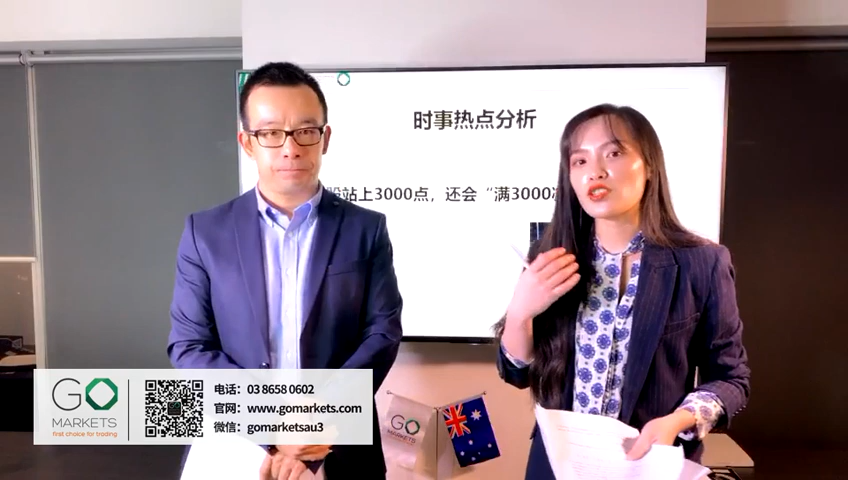 时事热点分析
股站上3000点，还会“满3000减
GO
MARKETS
first choice for trading
电话：03 8658 0602
官网：www.gomarkets.com
微信：gomarketsau3
GO
MARKETS